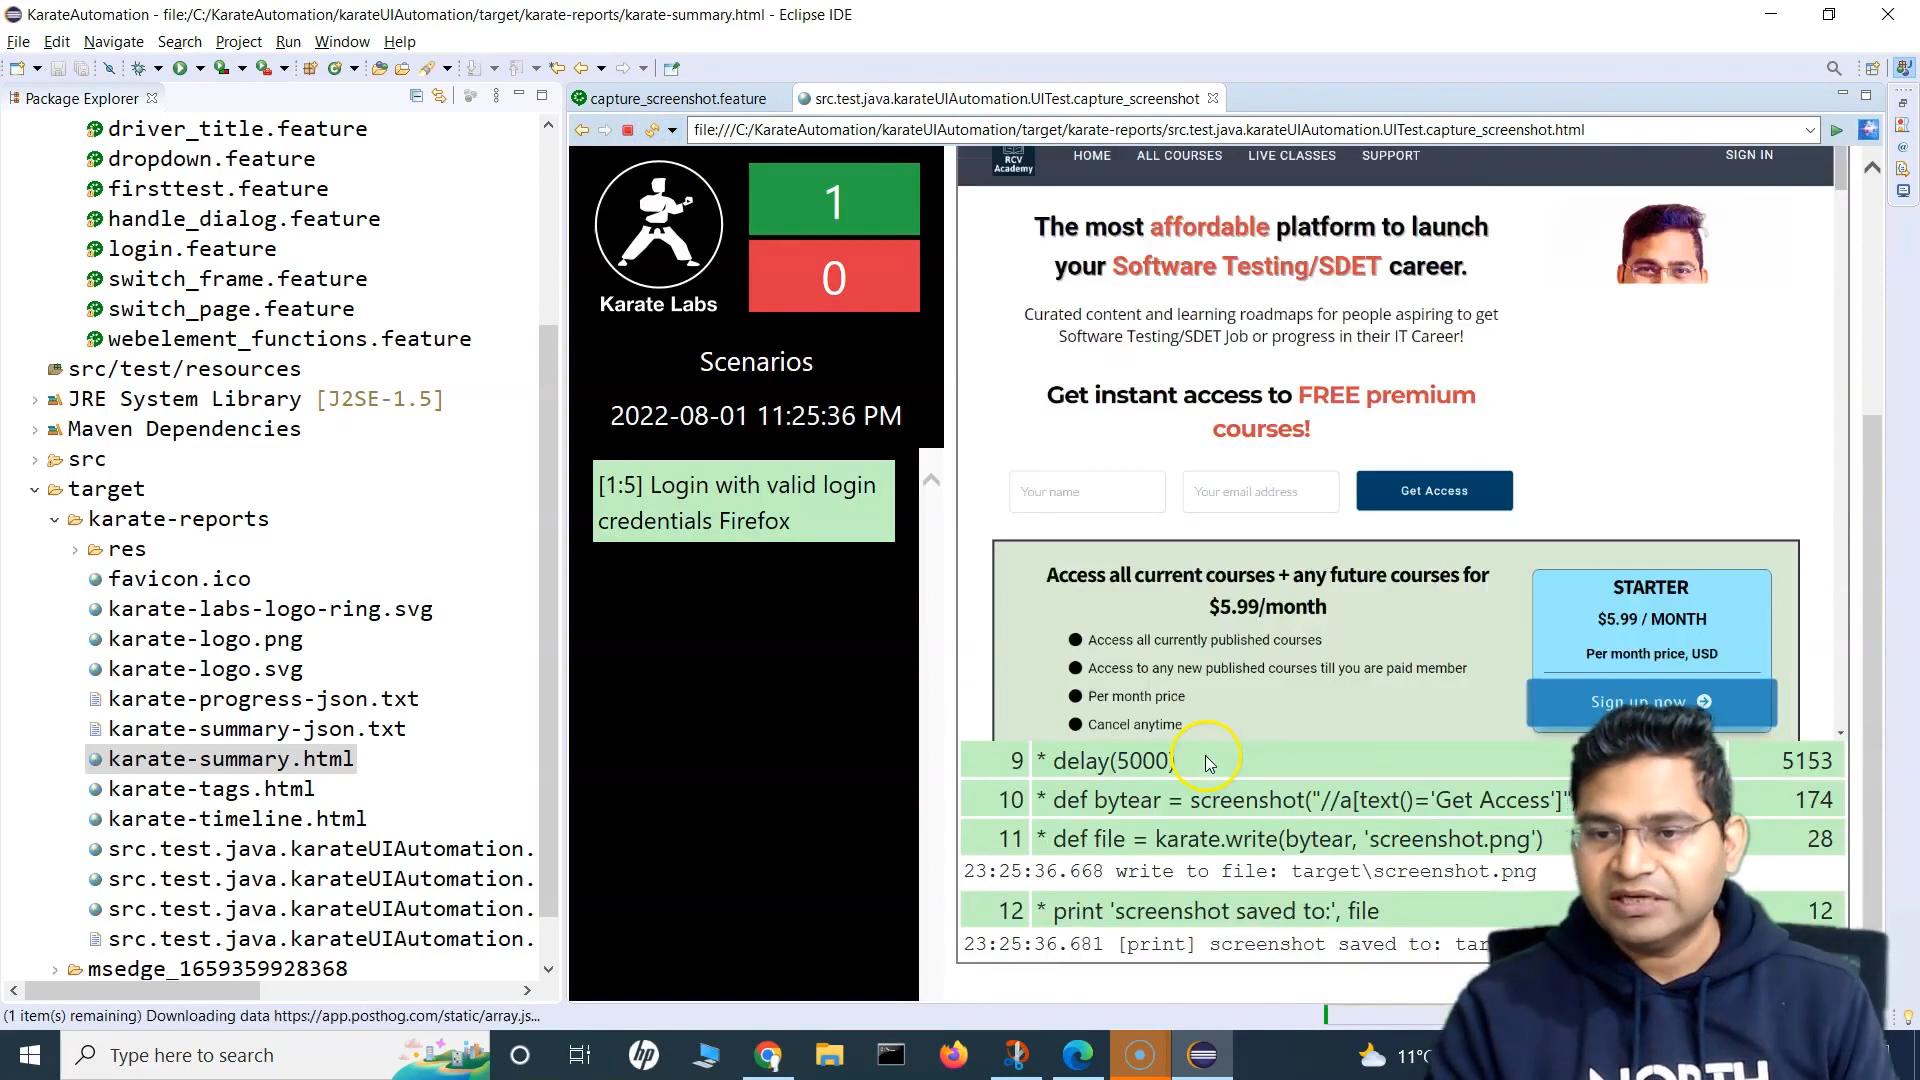 KarateAutomation - file:/C:/KarateAutomation/karateUIAutomation/target/karate-reports/karate-summary.html - Eclipse IDE
File Edit Navigate Search Project Run Window Help
Package Explorer
driver_title.feature
dropdown.feature
firsttest.feature
handle_dialog.feature
login.feature
switch_frame.feature
switch_page.feature
webelement_functions.feature
src/test/resources
JRE System Library [J2SE-1.5]
Maven Dependencies
src
target
karate-reports
res
favicon.ico
karate-labs-logo-ring.svg
karate-logo.png
karate-logo.svg
karate-progress-json.txt
karate-summary-json.txt
karate-summary.html
karate-tags.html
karate-timeline.html
src.test.java.karateUIAutomation.
src.test.java.karateUIAutomation.
src.test.java.karateUIAutomation.
src.test.java.karateUIAutomation.
msedge_1659359928368
capture_screenshot.feature
src.test.java.karateUIAutomation.UITest.capture_screenshot
file:///C:/KarateAutomation/karateUIAutomation/target/karate-reports/src.test.java.karateUIAutomation.UITest.capture_screenshot.html
Karate Labs
1
0
Scenarios
2022-08-01 11:25:36 PM
[1:5] Login with valid login
credentials Firefox
RCV
Academy
HOME ALL COURSES LIVE CLASSES SUPPORT SIGN IN
The most affordable platform to launch
your Software Testing/SDET career.
Curated content and learning roadmaps for people aspiring to get
Software Testing/SDET Job or progress in their IT Career!
Get instant access to FREE premium
courses!
Your name Your email address Get Access
Access all current courses + any future courses for
$5.99/month
Access all currently published courses
Access to any new published courses till you are paid member
Per month price
Cancel anytime
STARTER
$5.99 / MONTH
Per month price, USD
Sign up now
9 * delay(5000) 5153
10 * def bytear = screenshot("//a[text()='Get Access']" 174
11 * def file = karate.write(bytear, 'screenshot.png') 28
23:25:36.668 write to file: target\screenshot.png
12 * print 'screenshot saved to:', file 12
23:25:36.681 [print] screenshot saved to: tar
(1 item(s) remaining) Downloading data https://app.posthog.com/static/array.js...
Type here to search
hp
11°C
NORTH